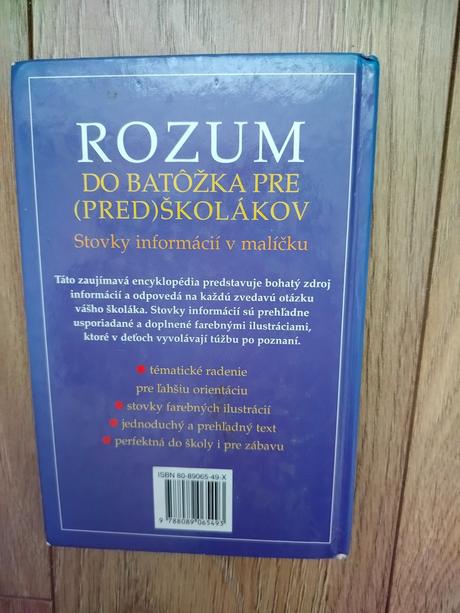 ROZUM
DO BATÔŽKA PRE
(PRED)ŠKOLÁKOV
Stovky informácií v malíčku
Táto zaujímavá encyklopédia predstavuje bohatý zdroj
informácií a odpovedá na každú zvedavú otázku
vášho školáka. Stovky informácií sú prehľadne
usporiadané a doplnené farebnými ilustráciami,
ktoré v deťoch vyvolávajú túžbu po poznaní.
• tématické radenie
pre ľahšiu orientáciu
• stovky farebných ilustrácií
• jednoduchý a prehľadný text
• perfektná do školy i pre zábavu
ISBN 80-89065-49-X
9 788089 065493